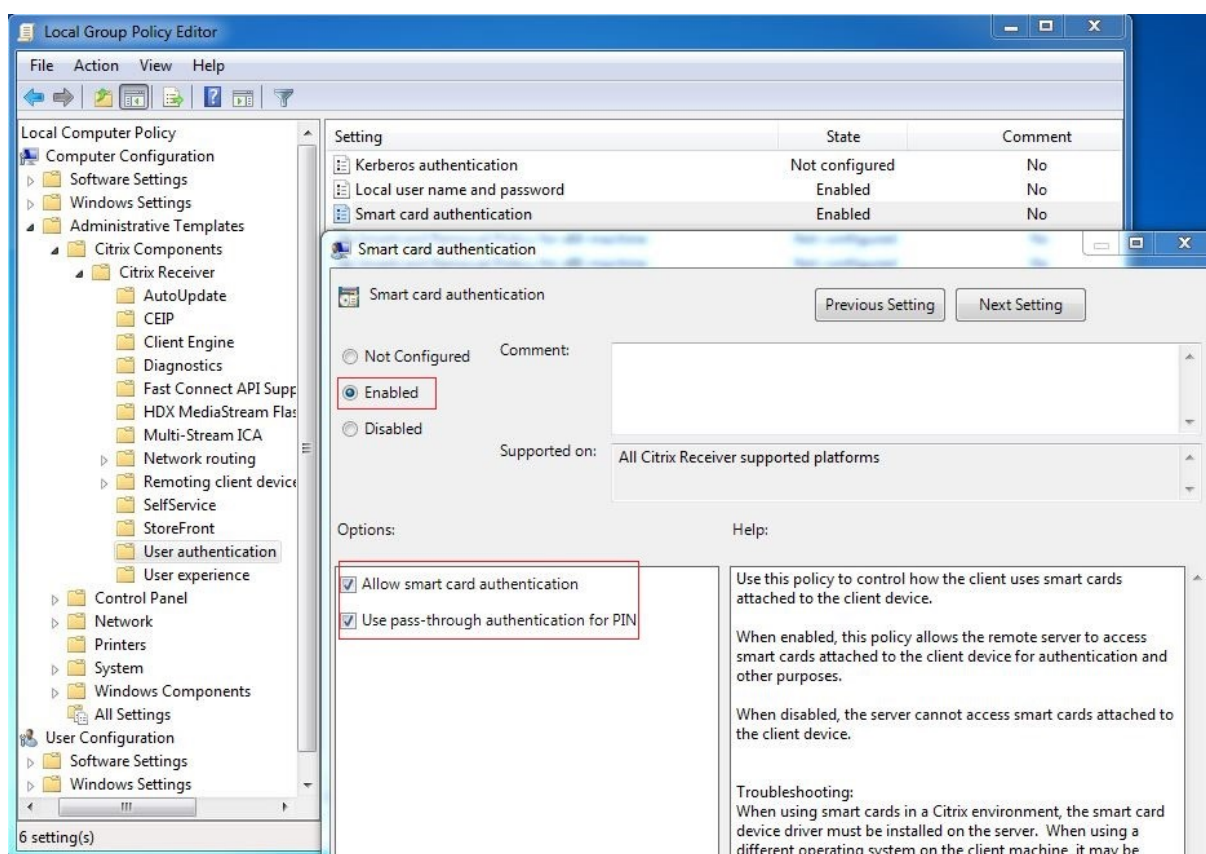 Local Group Policy Editor
File Action View Help
Local Computer Policy
Computer Configuration
Software Settings
Windows Settings
Administrative Templates
Citrix Components
Citrix Receiver
AutoUpdate
CEIP
Client Engine
Diagnostics
Fast Connect API Supp
HDX MediaStream Flas
Multi-Stream ICA
Network routing
Remoting client device
SelfService
StoreFront
User authentication
User experience
Control Panel
Network
Printers
System
Windows Components
All Settings
User Configuration
Software Settings
Windows Settings
6 setting(s)
Setting State Comment
Kerberos authentication Not configured No
Local user name and password Enabled No
Smart card authentication Enabled No
Smart card authentication
Smart card authentication
Previous Setting Next Setting
Not Configured
Enabled
Disabled
Comment:
Supported on: All Citrix Receiver supported platforms
Options:
Allow smart card authentication
Use pass-through authentication for PIN
Help:
Use this policy to control how the client uses smart cards
attached to the client device.
When enabled, this policy allows the remote server to access
smart cards attached to the client device for authentication and
other purposes.
When disabled, the server cannot access smart cards attached to
the client device.
Troubleshooting:
When using smart cards in a Citrix environment, the smart card
device driver must be installed on the server. When using a
different operating system on the client machine, it may be